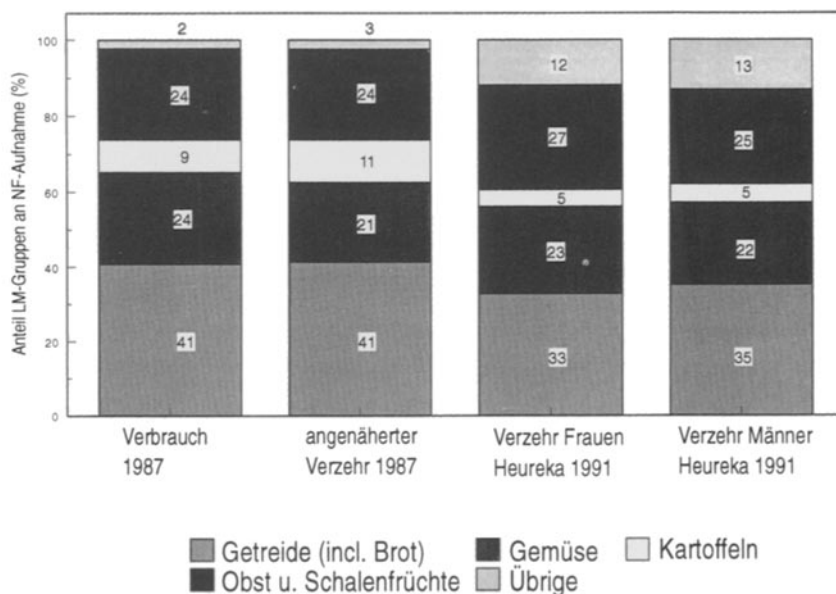 Anteil LM-Gruppen an NF-Aufnahme (%)
100
80
60
40
20
0
2
24
9
24
41
3
24
11
21
41
12
27
5
23
33
13
25
5
22
35
Verbrauch
1987
angenäherter
Verzehr 1987
Verzehr Frauen
Heureka 1991
Verzehr Männer
Heureka 1991
Getreide (incl. Brot)
Gemüse
Kartoffeln
Obst u. Schalenfrüchte
Übrige